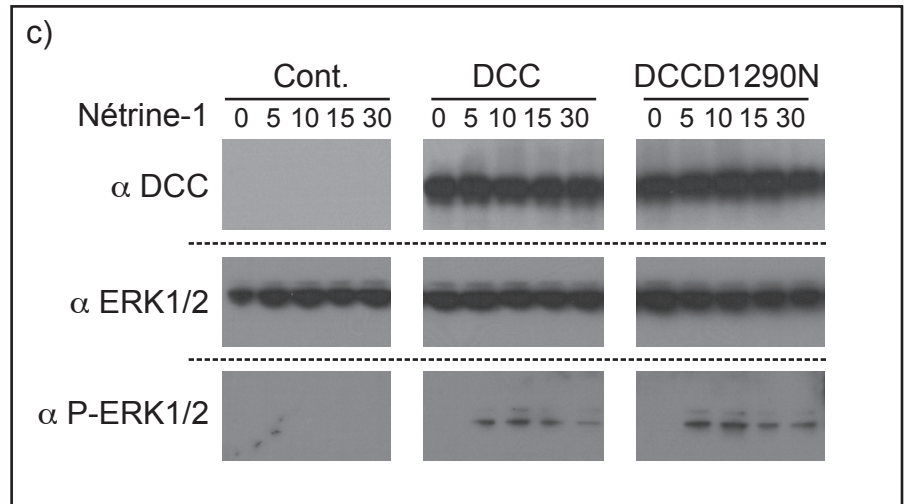 c)
Cont. DCC DCCD1290N
Nétrine-1 0 5 10 15 30 0 5 10 15 30 0 5 10 15 30
α DCC
α ERK1/2
α P-ERK1/2